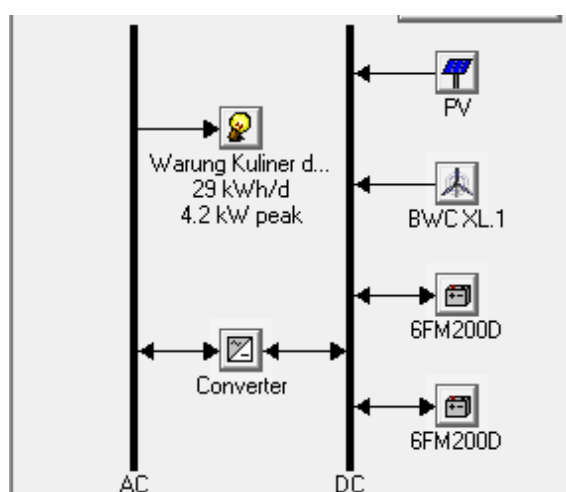 PV
Warung Kuliner d...
29 kWh/d
4.2 kW peak
BWC XL.1
6FM200D
Converter
6FM200D
AC
DC